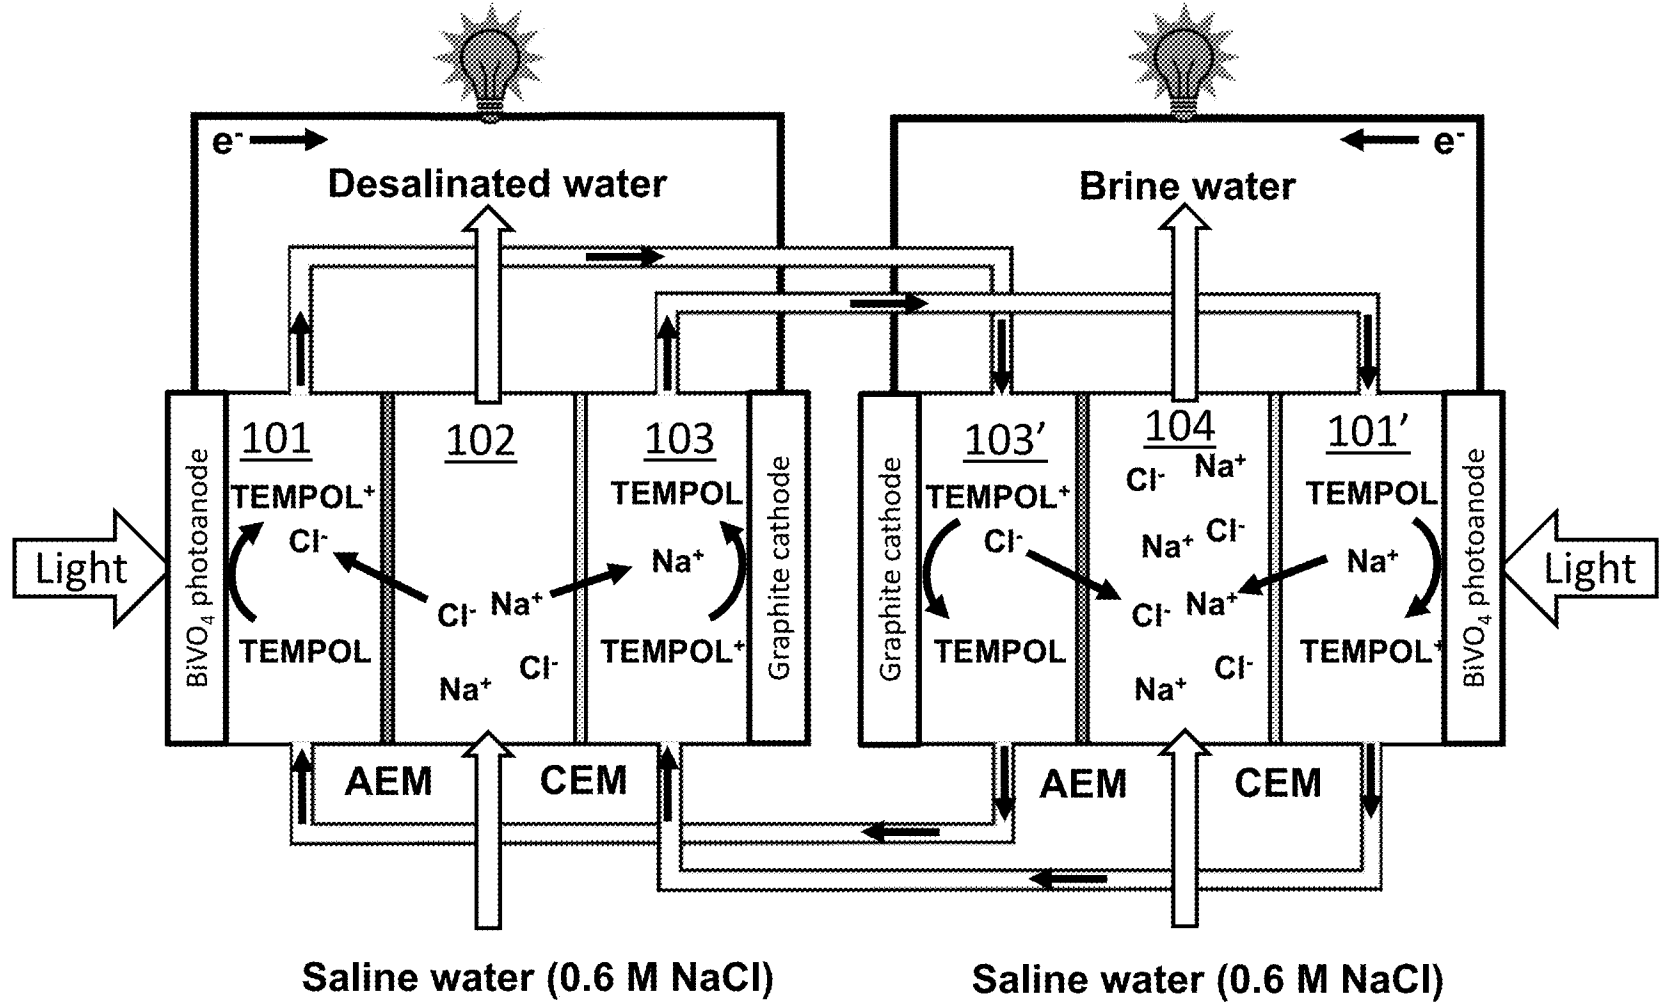 e- e-
Desalinated water Brine water
101 102 103 103’ 104 101’
TEMPOL+ TEMPOL TEMPOL+ Cl- Na+ TEMPOL
Cl- Na+ Cl- Na+ Cl- Na+
Cl- Na+ Cl- Na+
TEMPOL Cl- TEMPOL+ TEMPOL Cl- TEMPOL+
Na+ Na+
Light Light
BiVO4 photoanode Graphite cathode Graphite cathode BiVO4 photoanode
AEM CEM AEM CEM
Saline water (0.6 M NaCl) Saline water (0.6 M NaCl)